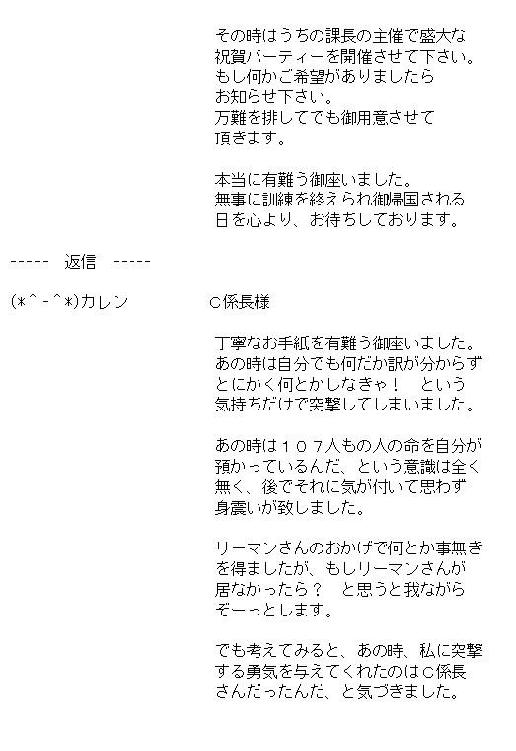 その時はうちの課長の主催で盛大な
祝賀パーティーを開催させて下さい。
もし何かご希望がありましたら
お知らせ下さい。
万難を排してでも御用意させて
頂きます。
本当に有難う御座いました。
無事に訓練を終えられ御帰国される
日を心より、お待ちしております。
----- 返信 -----
(*＾-＾*)カレン　Ｃ係長様
丁寧なお手紙を有難う御座いました。
あの時は自分でも何だか訳が分からず
とにかく何とかしなきゃ！　という
気持ちだけで突撃してしまいました。
あの時は１０７人もの人の命を自分が
預かっているんだ、という意識は全く
無く、後でそれに気が付いて思わず
身震いが致しました。
リーマンさんのおかげで何とか事無き
を得ましたが、もしリーマンさんが
居なかったら？　と思うと我ながら
ぞーっとします。
でも考えてみると、あの時、私に突撃
する勇気を与えてくれたのはＣ係長
さんだったんだ、と気づきました。